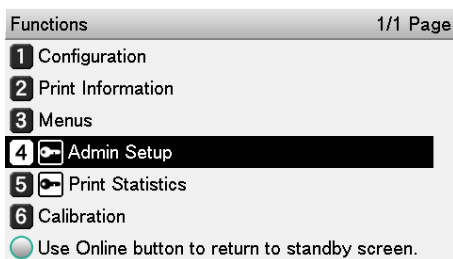 Functions 1/1 Page
1 Configuration
2 Print Information
3 Menus
4 Admin Setup
5 Print Statistics
6 Calibration
Use Online button to return to standby screen.